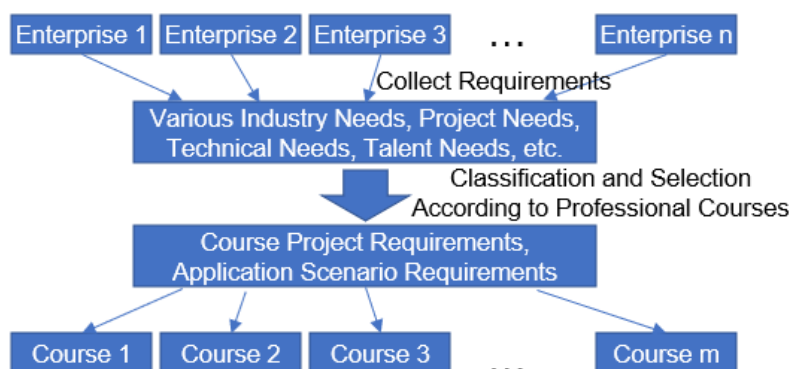 Enterprise 1 Enterprise 2 Enterprise 3 ... Enterprise n
Collect Requirements
Various Industry Needs, Project Needs,
Technical Needs, Talent Needs, etc.
Classification and Selection
According to Professional Courses
Course Project Requirements,
Application Scenario Requirements
Course 1 Course 2 Course 3 ... Course m